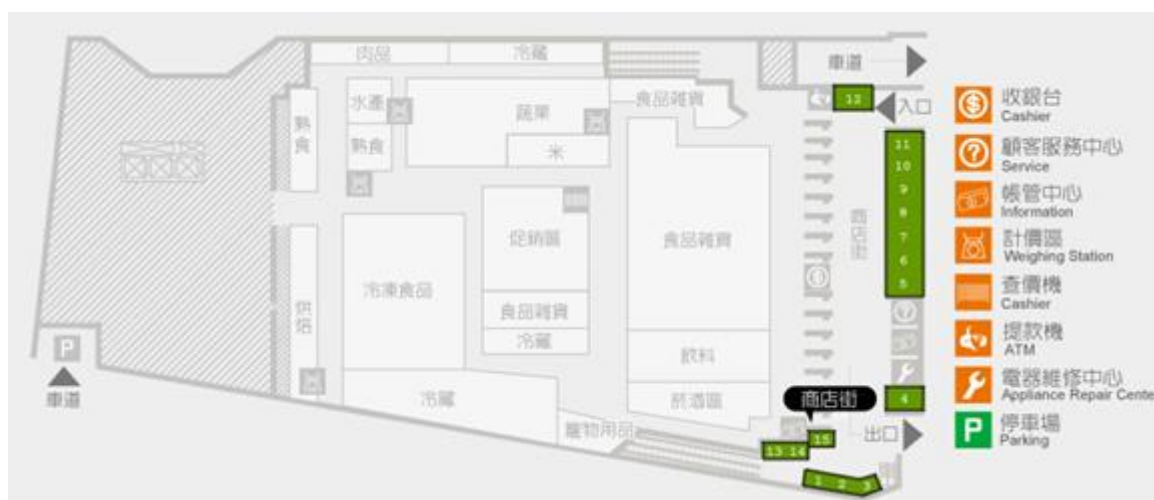 肉品
冷藏
車道
水產
蔬果
食品雜貨
12
入口
熟食
熟食
米
11
10
9
8
7
6
5
商店街
促銷區
食品雜貨
冷凍食品
食品雜貨
冷藏
烘焙
飲料
菸酒區
冷藏
寵物用品
P
車道
商店街
4
出口
13
14
15
1
2
3
收銀台
Cashier
顧客服務中心
Service
帳管中心
Information
計價區
Weighing Station
查價機
Cashier
提款機
ATM
電器維修中心
Appliance Repair Cente
P
停車場
Parking